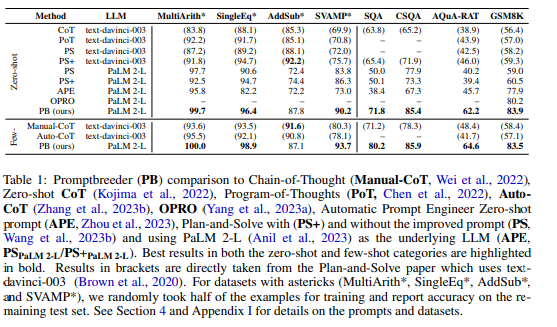 Method LLM MultiArith* SingleEq* AddSub* SVAMP* SQA CSQA AQuA-RAT GSM8K
Zero-shot
CoT text-davinci-003 (83.8) (88.1) (85.3) (69.9) (63.8) (65.2) (38.9) (56.4)
PoT text-davinci-003 (92.2) (91.7) (85.1) (70.8) – – (43.9) (57.0)
PS text-davinci-003 (87.2) (89.2) (88.1) (72.0) – – (42.5) (58.2)
PS+ text-davinci-003 (91.8) (94.7) (92.2) (75.7) (65.4) (71.9) (46.0) (59.3)
PS PaLM 2-L 97.7 90.6 72.4 83.8 50.0 77.9 40.2 59.0
PS+ PaLM 2-L 92.5 94.7 74.4 86.3 50.1 73.3 39.4 60.5
APE PaLM 2-L 95.8 82.2 72.2 73.0 38.4 67.3 45.7 77.9
OPRO PaLM 2-L – – – – – – – 80.2
PB (ours) PaLM 2-L 99.7 96.4 87.8 90.2 71.8 85.4 62.2 83.9
Few-
Manual-CoT text-davinci-003 (93.6) (93.5) (91.6) (80.3) (71.2) (78.3) (48.4) (58.4)
Auto-CoT text-davinci-003 (95.5) (92.1) (90.8) (78.1) – – (41.7) (57.1)
PB (ours) PaLM 2-L 100.0 98.9 87.1 93.7 80.2 85.9 64.6 83.5
Table 1: Promptbreeder (PB) comparison to Chain-of-Thought (Manual-CoT, Wei et al., 2022),
Zero-shot CoT (Kojima et al., 2022), Program-of-Thoughts (PoT, Chen et al., 2022), Auto-
CoT (Zhang et al., 2023b), OPRO (Yang et al., 2023a), Automatic Prompt Engineer Zero-shot
prompt (APE, Zhou et al., 2023), Plan-and-Solve with (PS+) and without the improved prompt (PS,
Wang et al., 2023b) and using PaLM 2-L (Anil et al., 2023) as the underlying LLM (APE,
PSPaLM 2-L/PS+PaLM 2-L). Best results in both the zero-shot and few-shot categories are highlighted
in bold. Results in brackets are directly taken from the Plan-and-Solve paper which uses text-
davinci-003 (Brown et al., 2020). For datasets with astericks (MultiArith*, SingleEq*, AddSub*,
and SVAMP*), we randomly took half of the examples for training and report accuracy on the re-
maining test set. See Section 4 and Appendix I for details on the prompts and datasets.